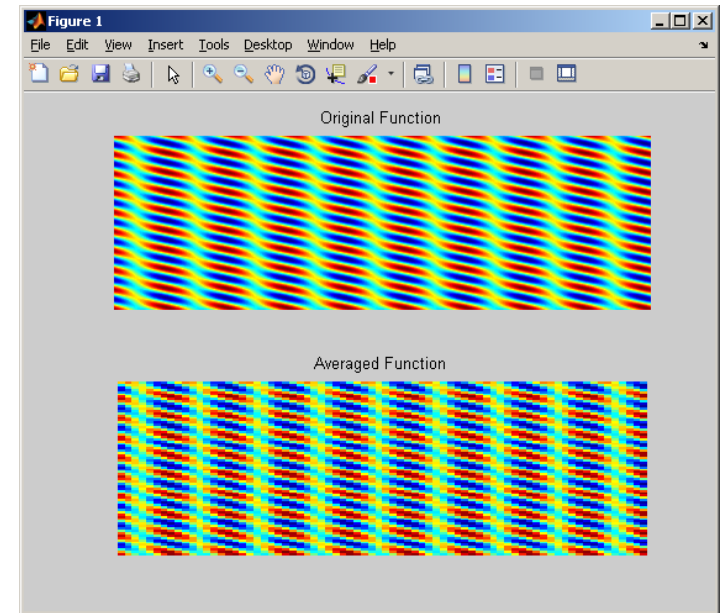 Figure 1
File Edit View Insert Tools Desktop Window Help
Original Function
Averaged Function